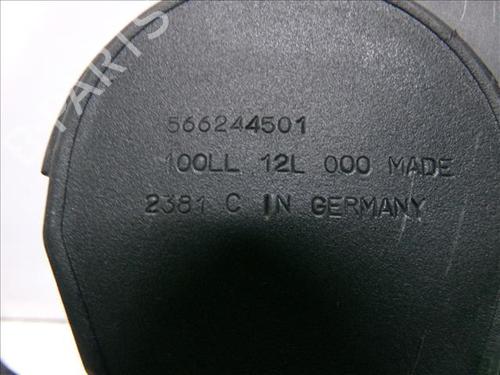 566244501
100LL 12L 000 MADE
2381 C IN GERMANY